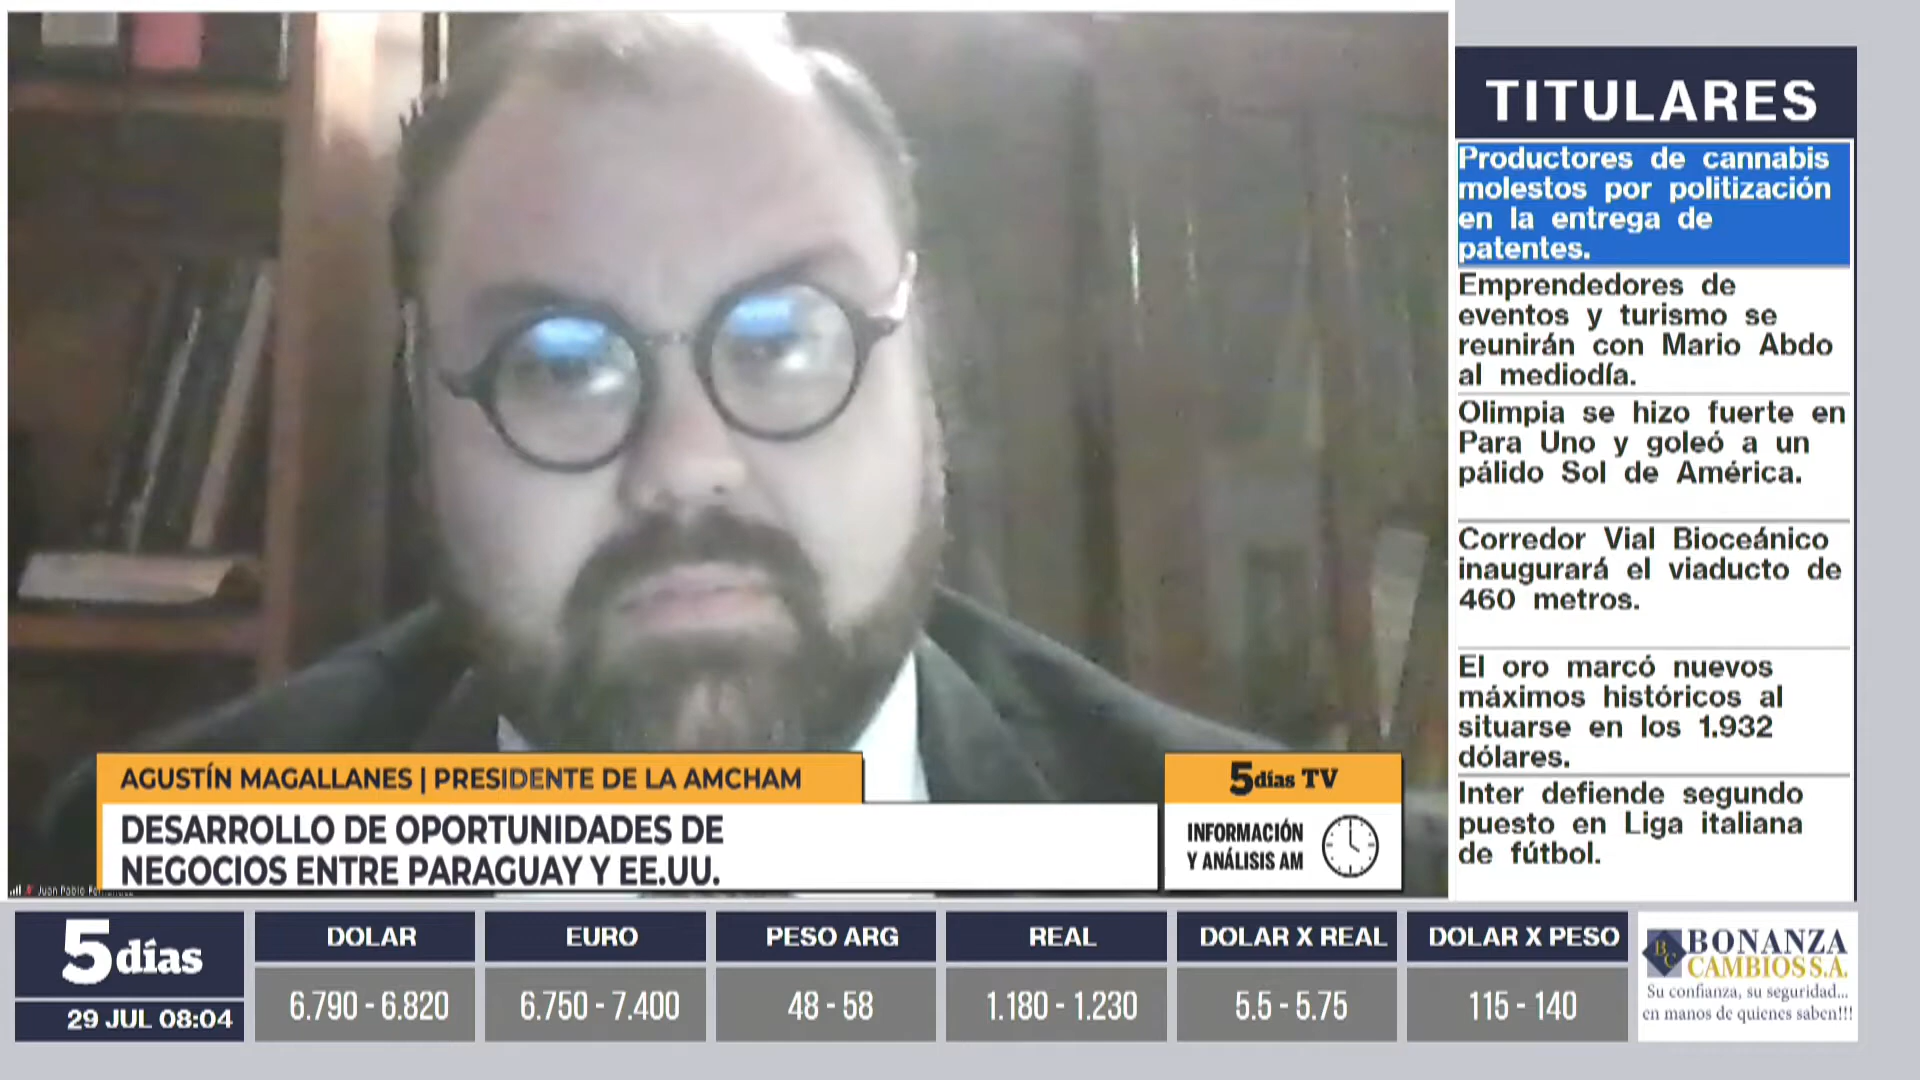 TITULARES
Productores de cannabis
molestos por politización
en la entrega de
patentes.
Emprendedores de
eventos y turismo se
reunirán con Mario Abdo
al mediodía.
Olimpia se hizo fuerte en
Para Uno y goleó a un
pálido Sol de América.
Corredor Vial Bioceánico
inaugurará el viaducto de
460 metros.
El oro marcó nuevos
máximos históricos al
situarse en los 1.932
dólares.
Inter defiende segundo
puesto en Liga italiana
de fútbol.
AGUSTÍN MAGALLANES | PRESIDENTE DE LA AMCHAM
DESARROLLO DE OPORTUNIDADES DE
NEGOCIOS ENTRE PARAGUAY Y EE.UU.
5días TV
INFORMACIÓN
Y ANÁLISIS AM
Juan Pablo
5días
29 JUL 08:04
DOLAR
6.790 - 6.820
EURO
6.750 - 7.400
PESO ARG
48 - 58
REAL
1.180 - 1.230
DOLAR X REAL
5.5 - 5.75
DOLAR X PESO
115 - 140
BC
BONANZA
CAMBIOS S.A.
Su confianza, su seguridad...
en manos de quienes saben!!!